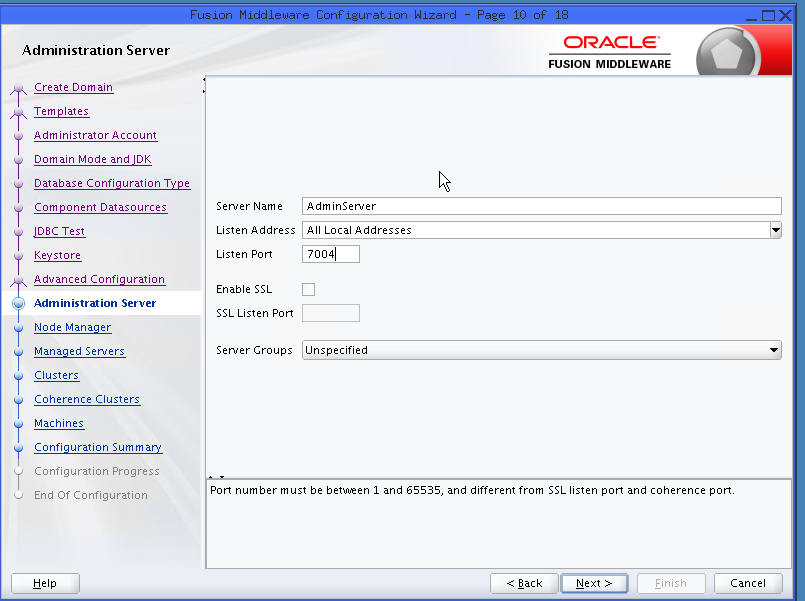 Fusion Middleware Configuration Wizard - Page 10 of 18
Administration Server
ORACLE
FUSION MIDDLEWARE
Create Domain
Templates
Administrator Account
Domain Mode and JDK
Database Configuration Type
Component Datasources
JDBC Test
Keystore
Advanced Configuration
Administration Server
Node Manager
Managed Servers
Clusters
Coherence Clusters
Machines
Configuration Summary
Configuration Progress
End Of Configuration
Server Name AdminServer
Listen Address All Local Addresses
Listen Port 7004
Enable SSL
SSL Listen Port
Server Groups Unspecified
Port number must be between 1 and 65535, and different from SSL listen port and coherence port.
Help < Back Next > Finish Cancel